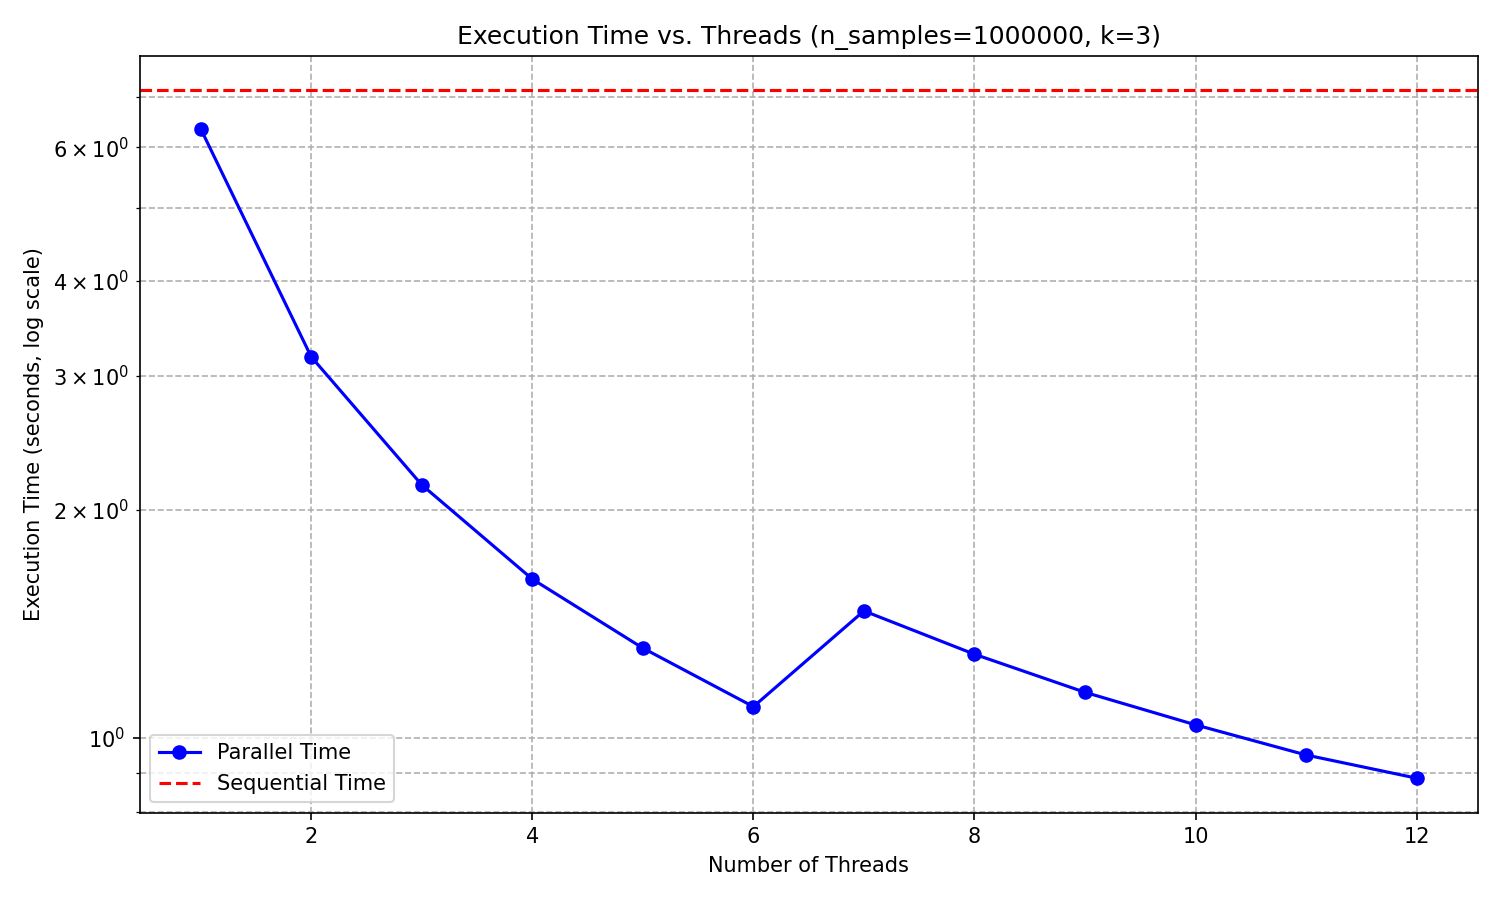 Execution Time vs. Threads (n_samples=1000000, k=3)
Execution Time (seconds, log scale)
6 × 10⁰
4 × 10⁰
3 × 10⁰
2 × 10⁰
10⁰
Parallel Time
Sequential Time
2 4 6 8 10 12
Number of Threads